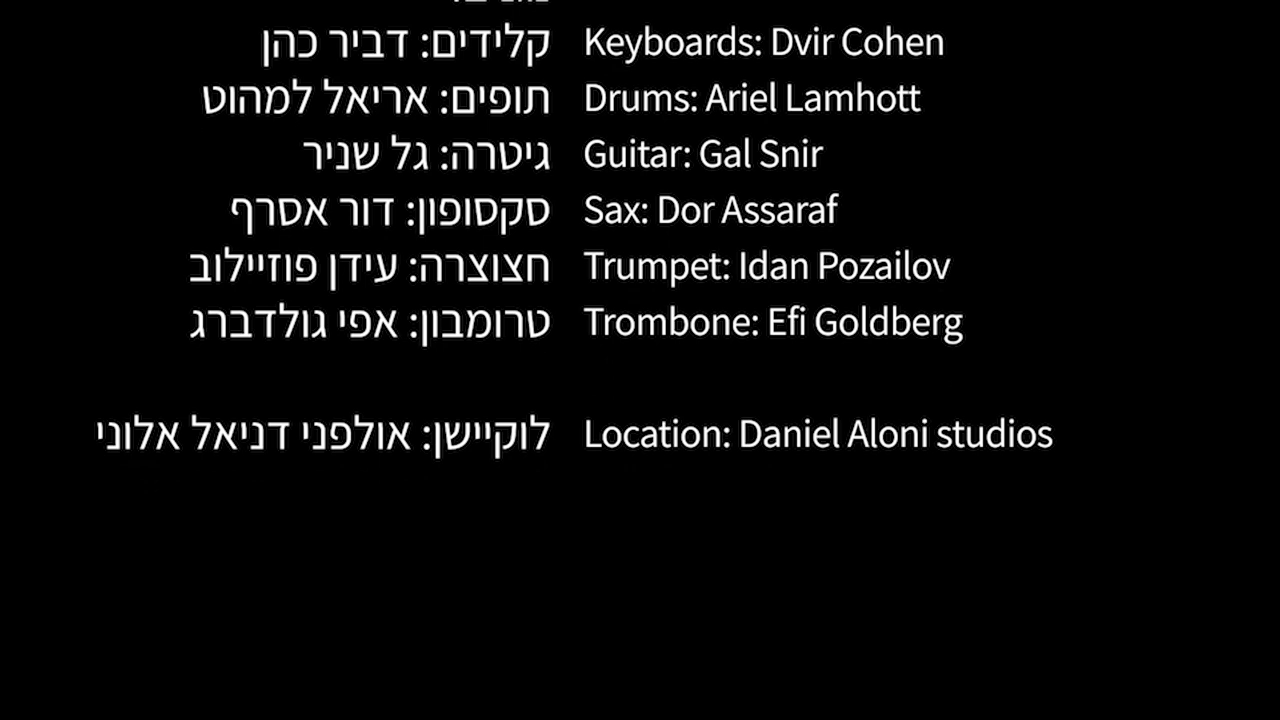 קלידים: דביר כהן Keyboards: Dvir Cohen
תופים: אריאל למהוט Drums: Ariel Lamhott
גיטרה: גל שניר Guitar: Gal Snir
סקסופון: דור אסרף Sax: Dor Assaraf
חצוצרה: עידן פוזיילוב Trumpet: Idan Pozailov
טרומבון: אפי גולדברג Trombone: Efi Goldberg
לוקיישן: אולפני דניאל אלוני Location: Daniel Aloni studios